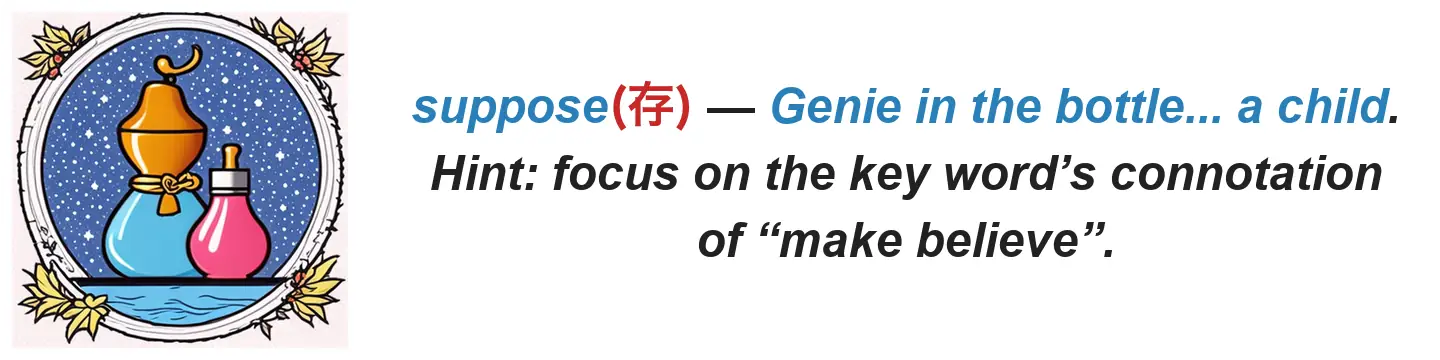 suppose(存) — Genie in the bottle... a child.
Hint: focus on the key word’s connotation
of “make believe”.